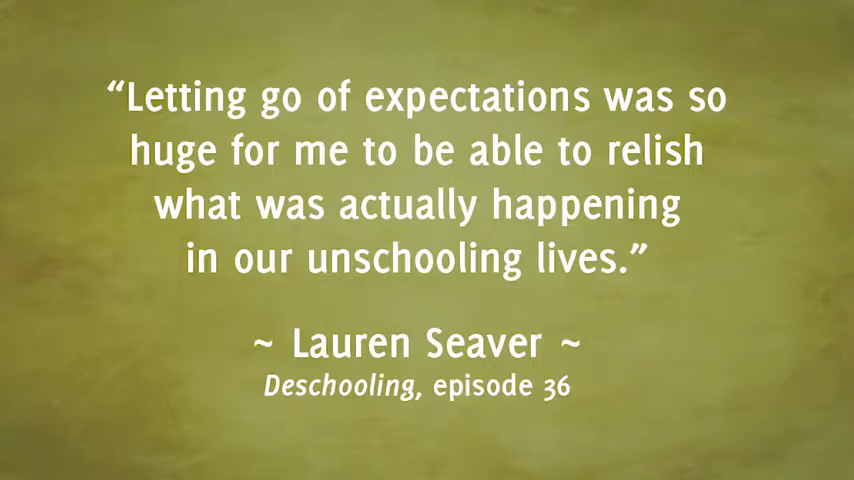 “Letting go of expectations was so
huge for me to be able to relish
what was actually happening
in our unschooling lives.”
~ Lauren Seaver ~
Deschooling, episode 36